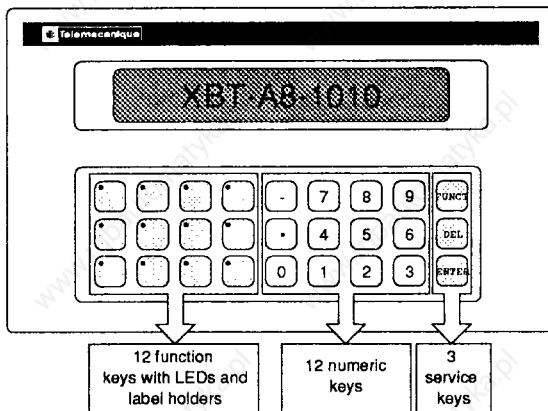 Telemecanique
XBT-A8-1010
- 7 8 9 FUNCT
. 4 5 6 DEL
0 1 2 3 ENTER
12 function
keys with LEDs and
label holders
12 numeric
keys
3
service
keys